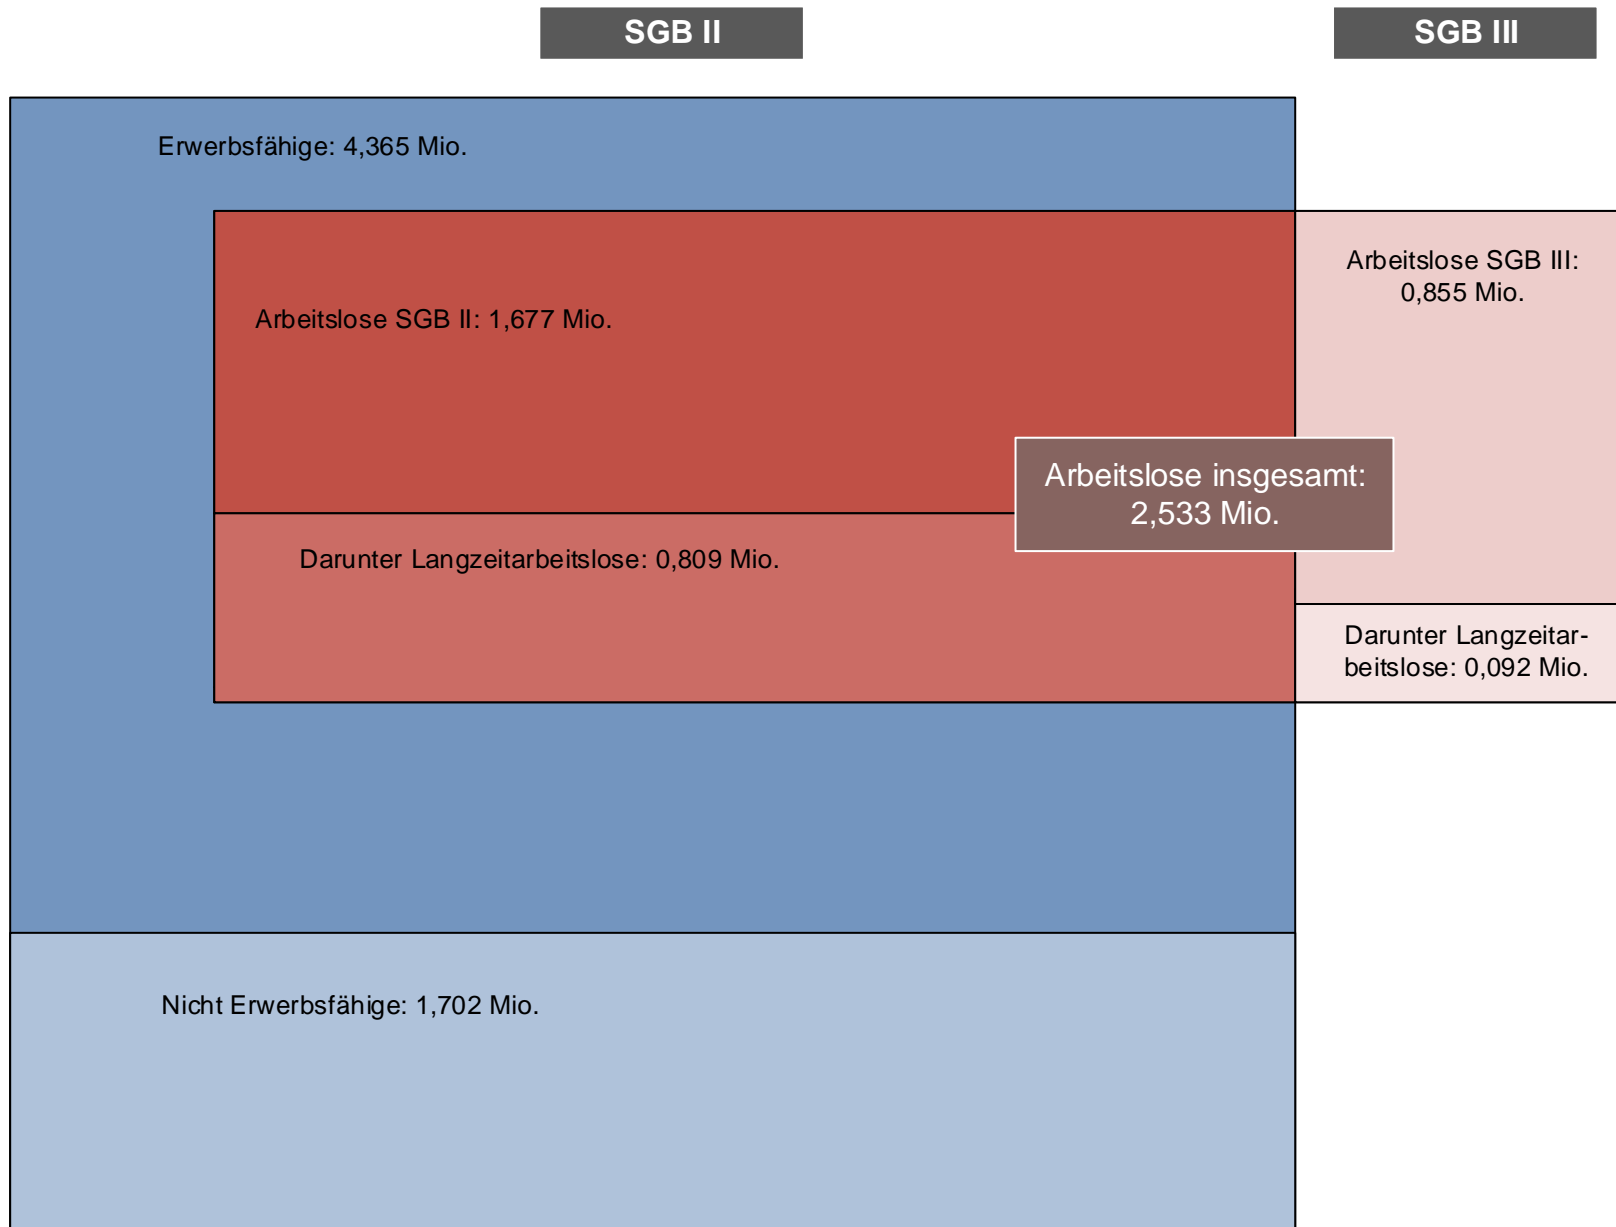 SGB II
SGB III
Erwerbsfähige: 4,365 Mio.
Arbeitslose SGB II: 1,677 Mio.
Arbeitslose SGB III:
0,855 Mio.
Arbeitslose insgesamt:
2,533 Mio.
Darunter Langzeitarbeitslose: 0,809 Mio.
Darunter Langzeitar-
beitslose: 0,092 Mio.
Nicht Erwerbsfähige: 1,702 Mio.